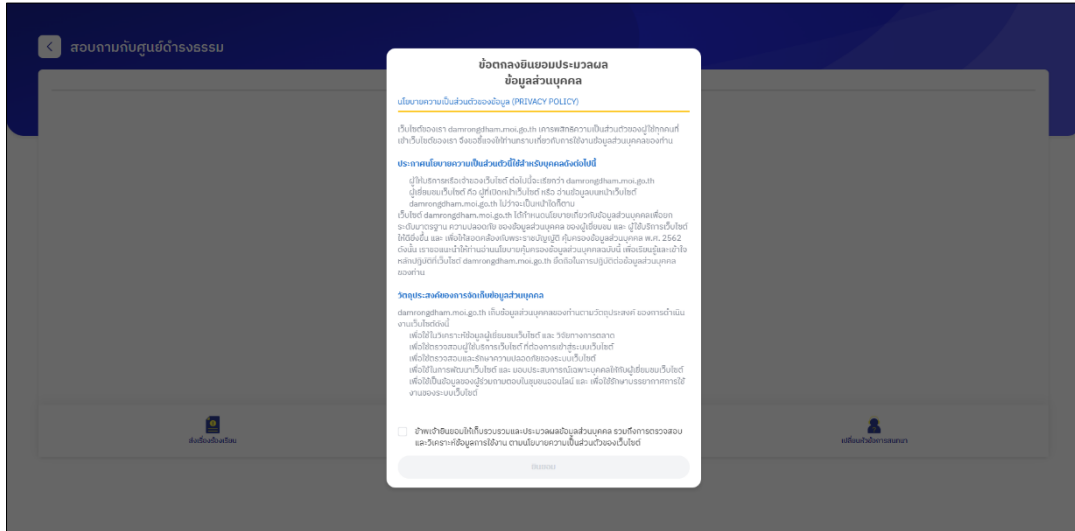 สอบถามกับศูนย์ดำรงธรรม
ข้อตกลงยินยอมประมวลผล
ข้อมูลส่วนบุคคล
นโยบายความเป็นส่วนตัวของข้อมูล (PRIVACY POLICY)
เว็บไซต์ของเรา damrongdham.moi.go.th เคารพสิทธิความเป็นส่วนตัวของผู้ใช้ทุกคนที่
เข้าเว็บไซต์ของเรา จึงขอชี้แจงให้ท่านทราบเกี่ยวกับการใช้งานข้อมูลส่วนบุคคลของท่าน
ประกาศนโยบายความเป็นส่วนตัวนี้ใช้สำหรับบุคคลดังต่อไปนี้
ผู้ให้บริการหรือเจ้าของเว็บไซต์ ต่อไปนี้จะเรียกว่า damrongdham.moi.go.th
ผู้เยี่ยมชมเว็บไซต์ คือ ผู้ที่เปิดหน้าเว็บไซต์ หรือ อ่านข้อมูลบนหน้าเว็บไซต์
damrongdham.moi.go.th ไม่ว่าจะเป็นหน้าใดก็ตาม
เว็บไซต์ damrongdham.moi.go.th ได้กำหนดนโยบายเกี่ยวกับข้อมูลส่วนบุคคลเพื่อยก
ระดับมาตรฐาน ความปลอดภัย ของข้อมูลส่วนบุคคล ของผู้เยี่ยมชม และ ผู้ใช้บริการเว็บไซต์
ให้ดียิ่งขึ้น และ เพื่อให้สอดคล้องกับพระราชบัญญัติ คุ้มครองข้อมูลส่วนบุคคล พ.ศ. 2562
ดังนั้น เราขอแนะนำให้ท่านอ่านนโยบายคุ้มครองข้อมูลส่วนบุคคลฉบับนี้ เพื่อเรียนรู้และเข้าใจ
หลักปฏิบัติที่เว็บไซต์ damrongdham.moi.go.th ยึดถือในการปฏิบัติต่อข้อมูลส่วนบุคคล
ของท่าน
วัตถุประสงค์ของการจัดเก็บข้อมูลส่วนบุคคล
damrongdham.moi.go.th เก็บข้อมูลส่วนบุคคลของท่านตามวัตถุประสงค์ ของการดำเนิน
งานเว็บไซต์ดังนี้
เพื่อใช้ในวิเคราะห์ข้อมูลผู้เยี่ยมชมเว็บไซต์ และ วิจัยทางการตลาด
เพื่อใช้ตรวจสอบผู้ใช้บริการเว็บไซต์ ที่ต้องการเข้าสู่ระบบเว็บไซต์
เพื่อใช้ตรวจสอบและรักษาความปลอดภัยของระบบเว็บไซต์
เพื่อใช้ในการพัฒนาเว็บไซต์ และ มอบประสบการณ์เฉพาะบุคคลให้กับผู้เยี่ยมชมเว็บไซต์
เพื่อใช้เป็นข้อมูลของผู้ร่วมถามตอบในชุมชนออนไลน์ และ เพื่อใช้รักษาบรรยากาศการใช้
งานของระบบเว็บไซต์
ข้าพเจ้ายินยอมให้เก็บรวบรวมและประมวลผลข้อมูลส่วนบุคคล รวมถึงการตรวจสอบ
และวิเคราะห์ข้อมูลการใช้งาน ตามนโยบายความเป็นส่วนตัวของเว็บไซต์
ยินยอม
ส่งเรื่องร้องเรียน
เปลี่ยนหัวข้อการสนทนา